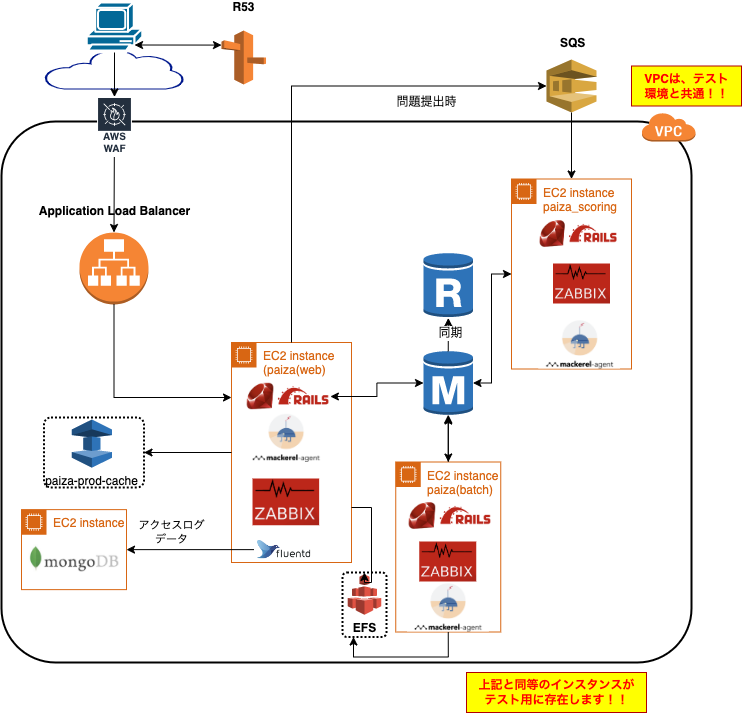 R53
SQS
VPCは、テスト
環境と共通！！
問題提出時
AWS
WAF
VPC
Application Load Balancer
EC2 instance
paiza_scoring
RAILS
ZABBIX
mackerel-agent
R
同期
M
EC2 instance
(paiza(web)
RAILS
mackerel-agent
ZABBIX
fluentd
paiza-prod-cache
EC2 instance
mongoDB
アクセスログ
データ
EC2 instance
paiza(batch)
RAILS
ZABBIX
mackerel-agent
EFS
上記と同等のインスタンスが
テスト用に存在します！！